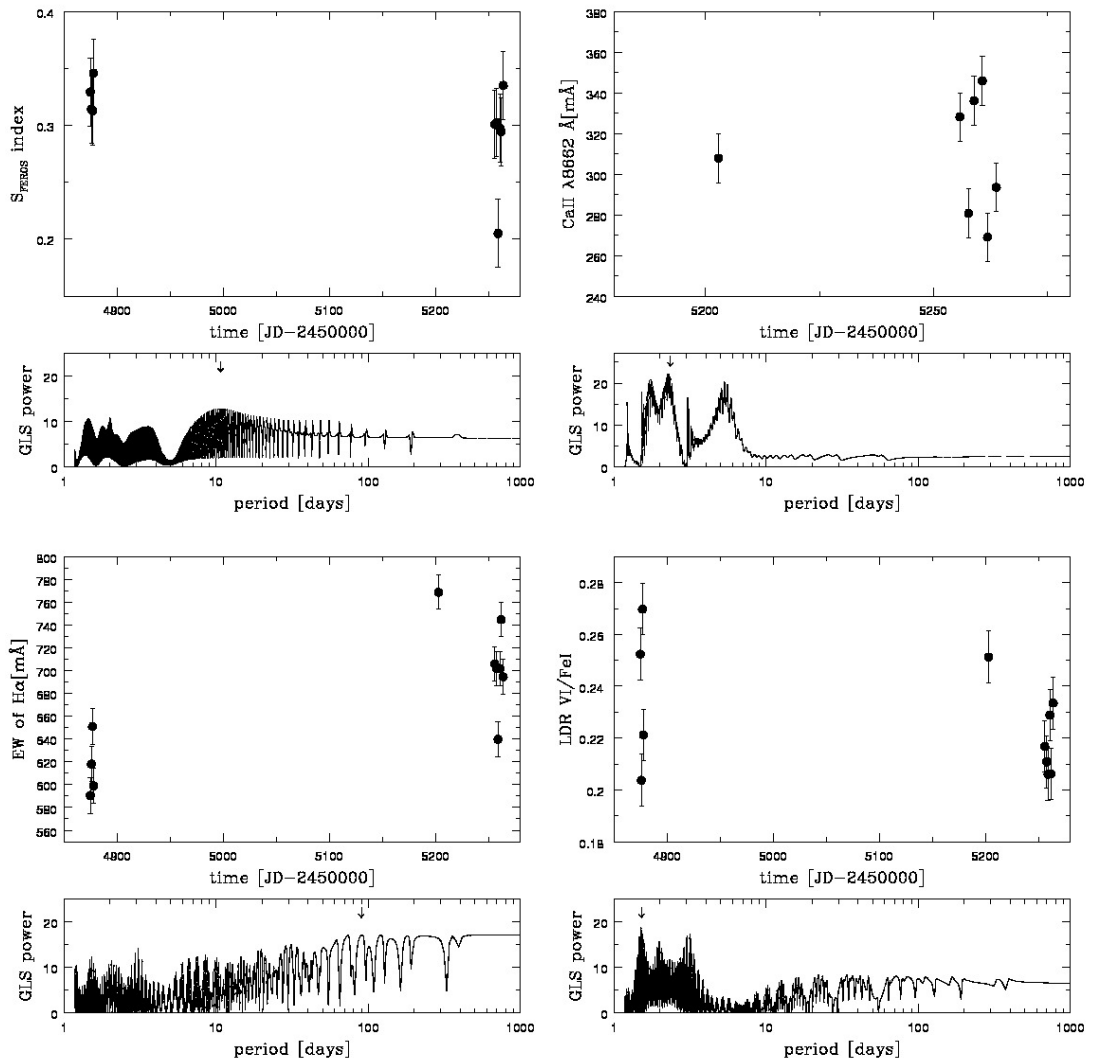 0.4
0.3
0.2
S_FEROS index
4900 5000 5100 5200
time [JD-2450000]
20
10
0
GLS power
1 10 100 1000
period [days]
380
360
340
320
300
280
260
240
CaII λ8662 Å[mÅ]
5200 5250
time [JD-2450000]
20
10
0
GLS power
1 10 100 1000
period [days]
800
780
760
740
720
700
680
660
640
620
600
580
560
EW of Hα[mÅ]
4900 5000 5100 5200
time [JD-2450000]
20
10
0
GLS power
1 10 100 1000
period [days]
0.28
0.26
0.24
0.22
0.2
0.18
LDR VI/FeI
4900 5000 5100 5200
time [JD-2450000]
20
10
0
GLS power
1 10 100 1000
period [days]